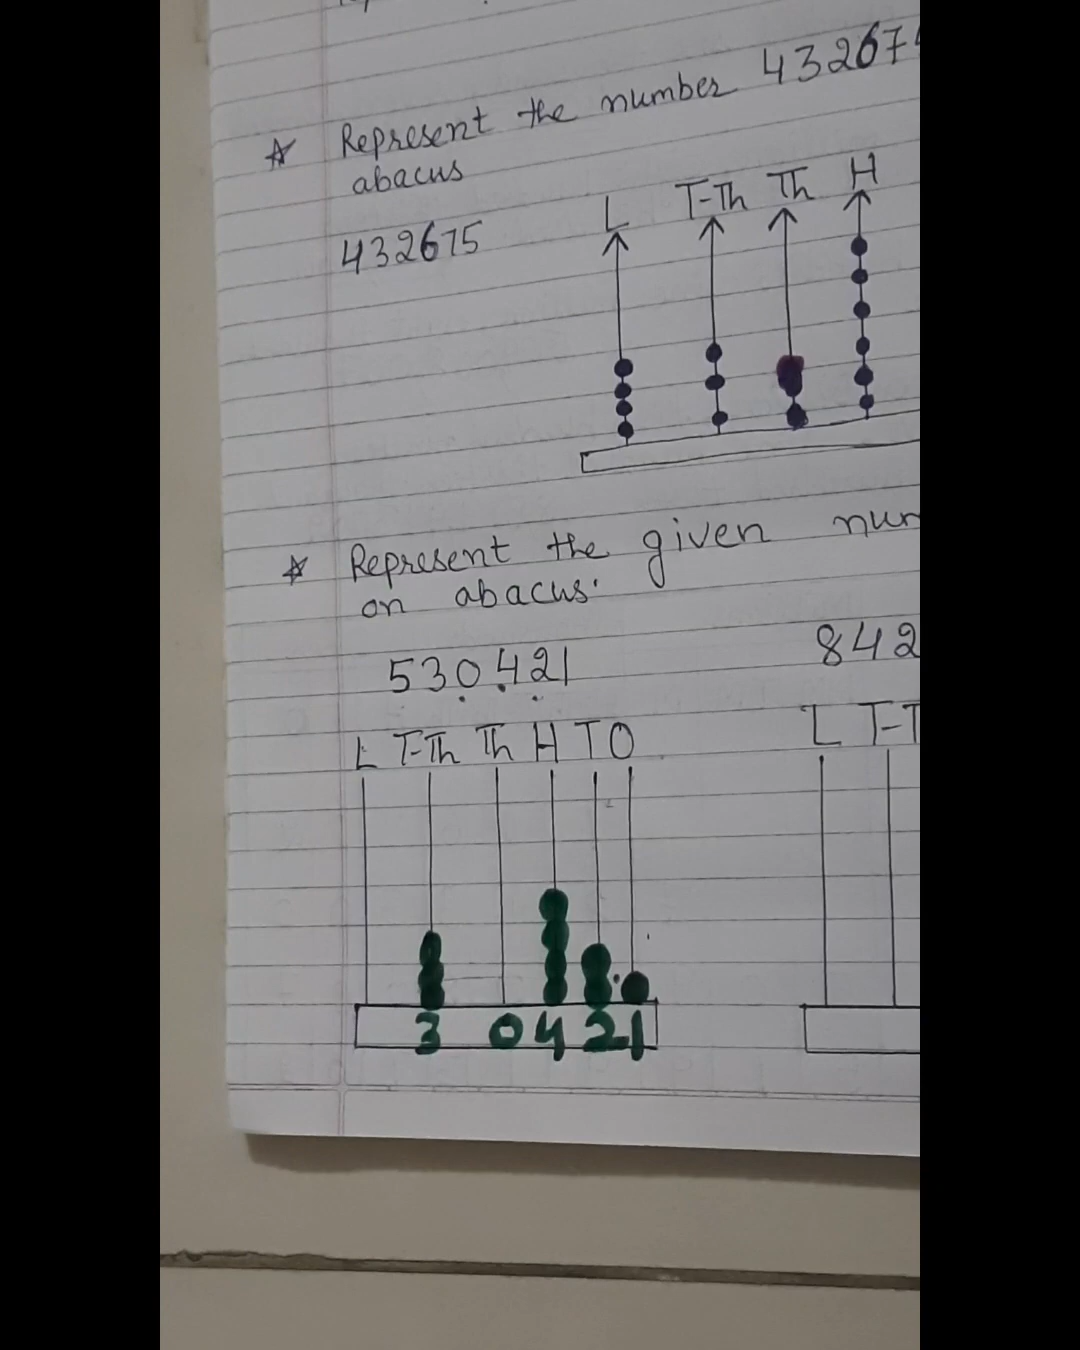 ☆ Represent the number 43267
abacus
432675
L T-Th Th H
☆ Represent the given
on abacus.
530421
842
L T-Th Th H T O
L
3 0 4 2 1